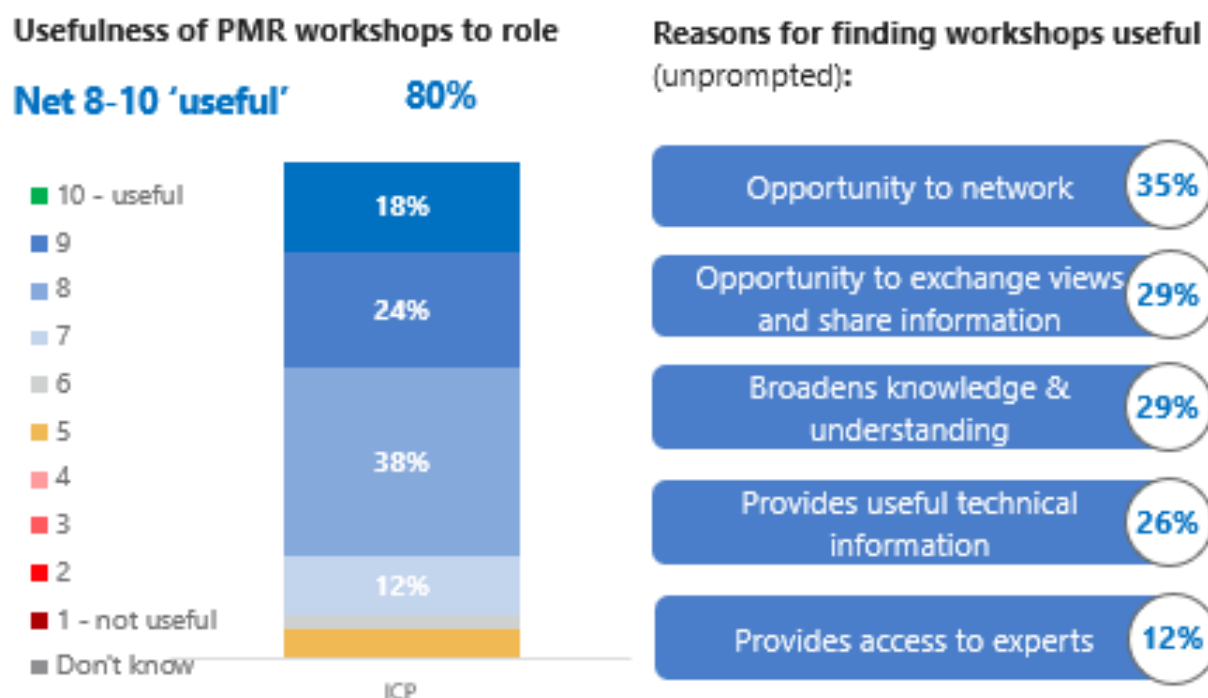 Usefulness of PMR workshops to role
Net 8-10 ‘useful’ 80%
10 - useful
9
8
7
6
5
4
3
2
1 - not useful
Don't know
18%
24%
38%
12%
ICP
Reasons for finding workshops useful
(unprompted):
Opportunity to network 35%
Opportunity to exchange views
and share information 29%
Broadens knowledge &
understanding 29%
Provides useful technical
information 26%
Provides access to experts 12%